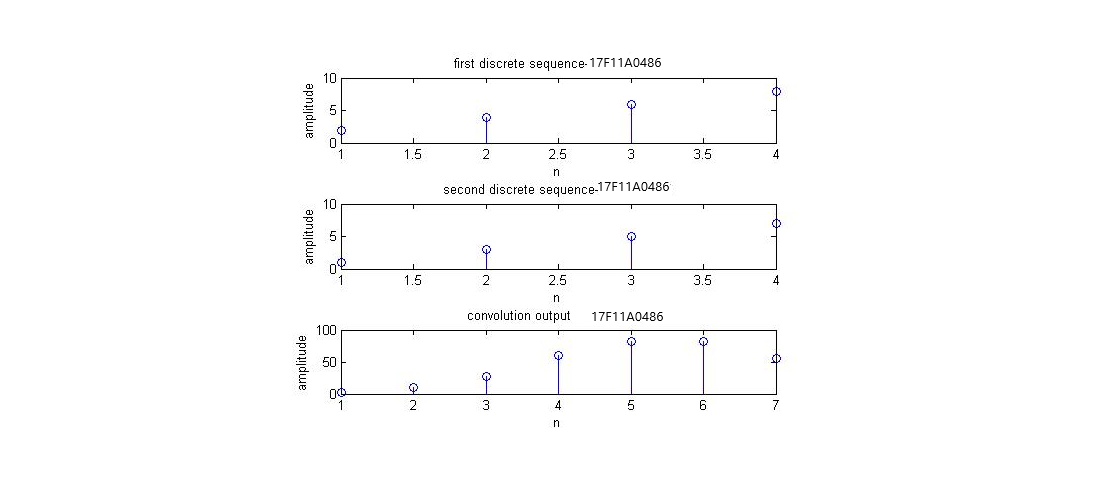 first discrete sequence-17F11A0486
10
5
0
amplitude
1 1.5 2 2.5 3 3.5 4
n
second discrete sequence-17F11A0486
10
5
0
amplitude
1 1.5 2 2.5 3 3.5 4
n
convolution output 17F11A0486
100
50
0
amplitude
1 2 3 4 5 6 7
n